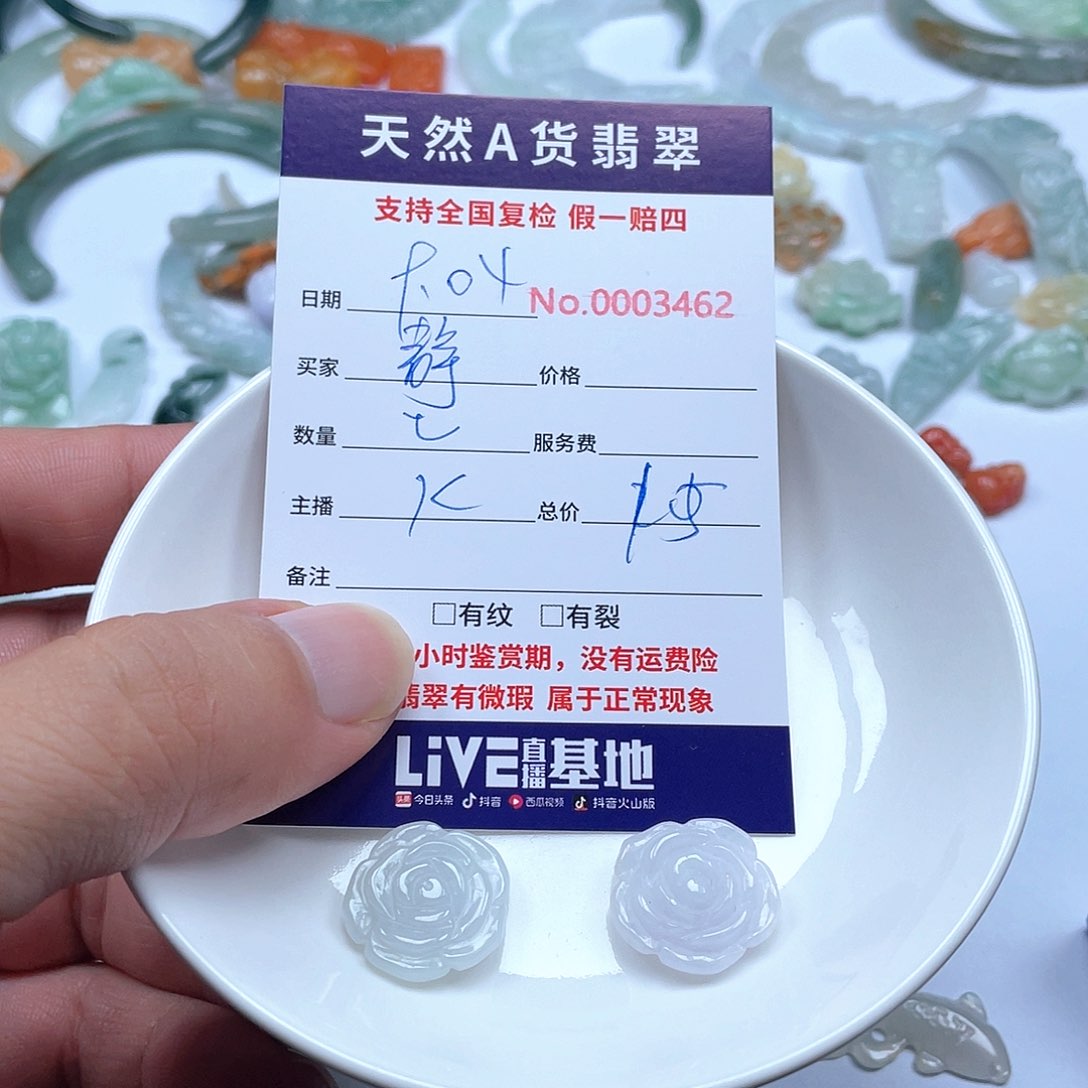 天然A货翡翠
支持全国复检 假一赔四
日期 No.0003462
买家 静 价格
数量 服务费
主播 K 总价
备注
□有纹 □有裂
小时鉴赏期，没有运费险
翡翠有微瑕 属于正常现象
LiVE直播基地
头条 今日头条 抖音 西瓜视频 抖音火山版